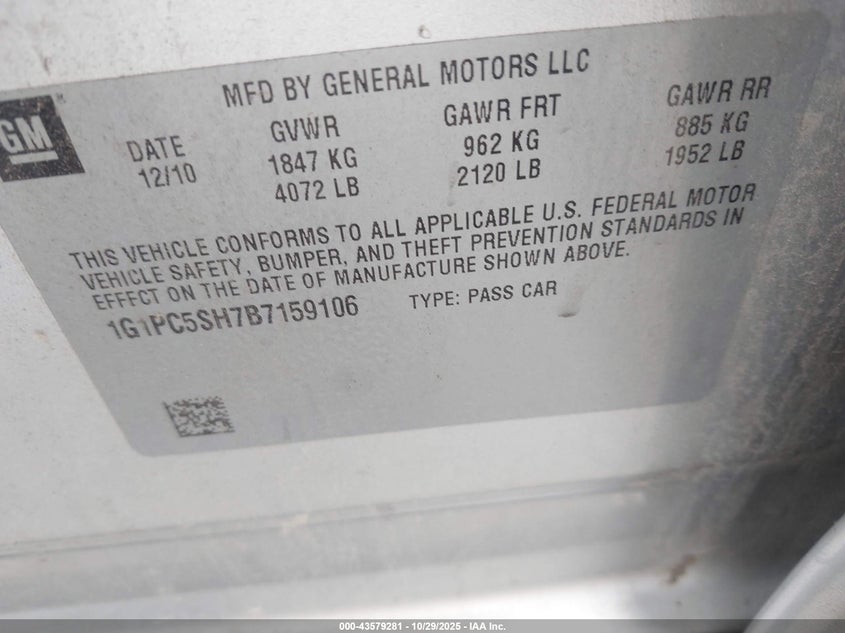 GM
MFD BY GENERAL MOTORS LLC
DATE GVWR GAWR FRT GAWR RR
12/10 1847 KG 962 KG 885 KG
4072 LB 2120 LB 1952 LB
THIS VEHICLE CONFORMS TO ALL APPLICABLE U.S. FEDERAL MOTOR
VEHICLE SAFETY, BUMPER, AND THEFT PREVENTION STANDARDS IN
EFFECT ON THE DATE OF MANUFACTURE SHOWN ABOVE.
1G1PC5SH7B7159106 TYPE: PASS CAR
000-43579281 - 10/29/2025 - IAA Inc.